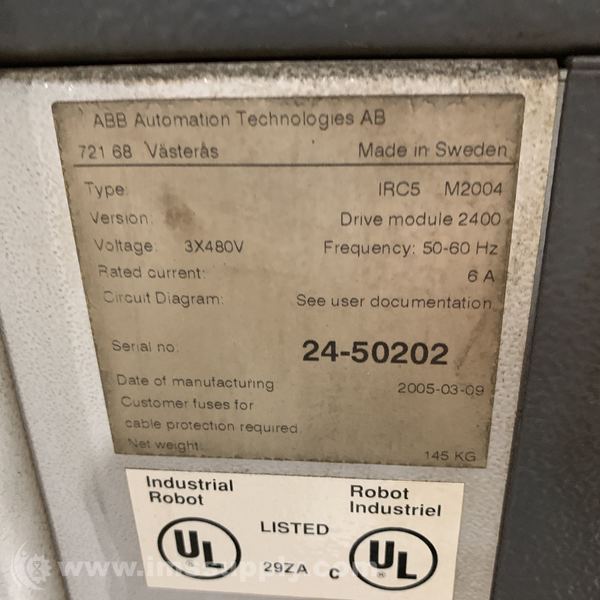 ABB Automation Technologies AB
721 68 Västerås Made in Sweden
Type: IRC5 M2004
Version: Drive module 2400
Voltage: 3X480V Frequency: 50-60 Hz
Rated current: 6 A
Circuit Diagram: See user documentation
Serial no: 24-50202
Date of manufacturing 2005-03-09
Customer fuses for
cable protection required.
Net weight: 145 KG
Industrial Robot
Robot Industriel
UL LISTED 29ZA C UL
www.imasupply.com